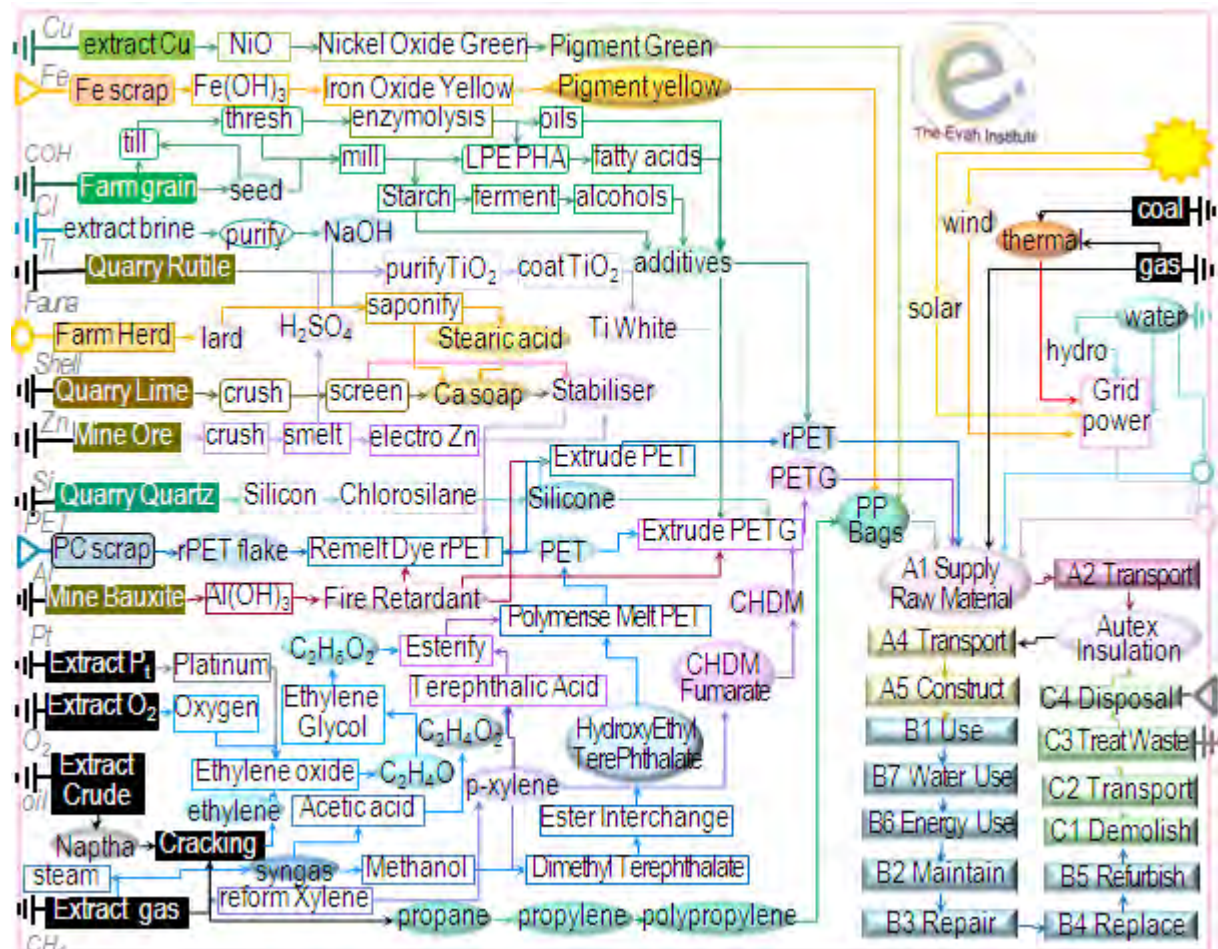 Cu
extract Cu
NiO
Nickel Oxide Green
Pigment Green
Fe
Fe scrap
Fe(OH)3
Iron Oxide Yellow
Pigment yellow
The Evah Institute
thresh
enzymolysis
oils
till
mill
LPE PHA
fatty acids
COH
Farm grain
seed
Starch
ferment
alcohols
Cl
extract brine
purify
NaOH
Ti
Quarry Rutile
purifyTiO2
coat TiO2
additives
Fauna
Farm Herd
lard
H2SO4
saponify
Stearic acid
Ti White
Shell
Quarry Lime
crush
screen
Ca soap
Stabiliser
Zn
Mine Ore
crush
smelt
electro Zn
Extrude PET
rPET
PETG
Si
Quarry Quartz
Silicon
Chlorosilane
Silicone
Extrude PETG
PP
Bags
PET
PC scrap
rPET flake
Remelt Dye rPET
PET
Al
Mine Bauxite
Al(OH)3
Fire Retardant
CHDM
Polymerise Melt PET
Pt
Extract Pt
Platinum
C2H6O2
Esterify
CHDM
Fumarate
Terephthalic Acid
Extract O2
Oxygen
Ethylene
Glycol
C2H4O2
HydroxyEthyl
TerePhthalate
O2
Extract
Crude
oil
Ethylene oxide
C2H4O
p-xylene
ethylene
Acetic acid
Ester Interchange
Naptha
Cracking
steam
syngas
Methanol
Dimethyl Terephthalate
reform Xylene
Extract gas
propane
propylene
polypropylene
CH4
wind
solar
coal
thermal
gas
water
hydro
Grid
power
A1 Supply
Raw Material
A2 Transport
A4 Transport
Autex
Insulation
A5 Construct
C4 Disposal
B1 Use
C3 Treat Waste
B7 Water Use
C2 Transport
B6 Energy Use
C1 Demolish
B2 Maintain
B5 Refurbish
B3 Repair
B4 Replace